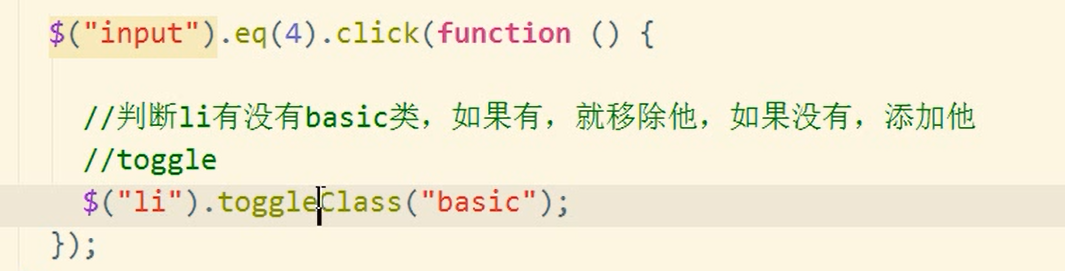 $("input").eq(4).click(function () {
//判断li有没有basic类，如果有，就移除他，如果没有，添加他
//toggle
$("li").toggleClass("basic");
});